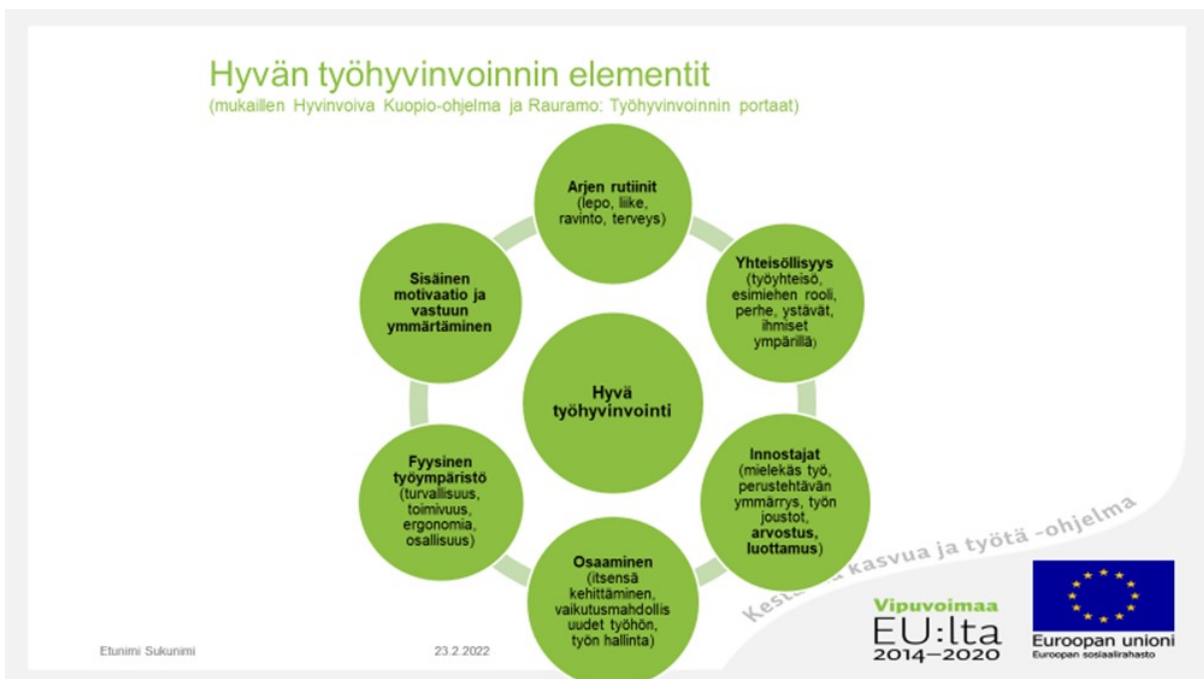 Hyvän työhyvinvoinnin elementit
(mukaillen Hyvinvoiva Kuopio-ohjelma ja Rauramo: Työhyvinvoinnin portaat)
Arjen rutiinit
(lepo, liike,
ravinto, terveys)
Yhteisöllisyys
(työyhteisö,
esimiehen rooli,
perhe, ystävät,
ihmiset
ympärillä)
Innostajat
(mielekäs työ,
perustehtävän
ymmärrys, työn
joustot,
arvostus,
luottamus)
Osaaminen
(itsensä
kehittäminen,
vaikutusmahdollis
uudet työhön,
työn hallinta)
Fyysinen
työympäristö
(turvallisuus,
toimivuus,
ergonomia,
osallisuus)
Sisäinen
motivaatio ja
vastuun
ymmärtäminen
Hyvä
työhyvinvointi
kasvua ja työtä -ohjelma
Vipuvoimaa
EU:lta
2014–2020
Euroopan unioni
Euroopan sosiaalirahasto
Etunimi Sukunimi
23.2.2022